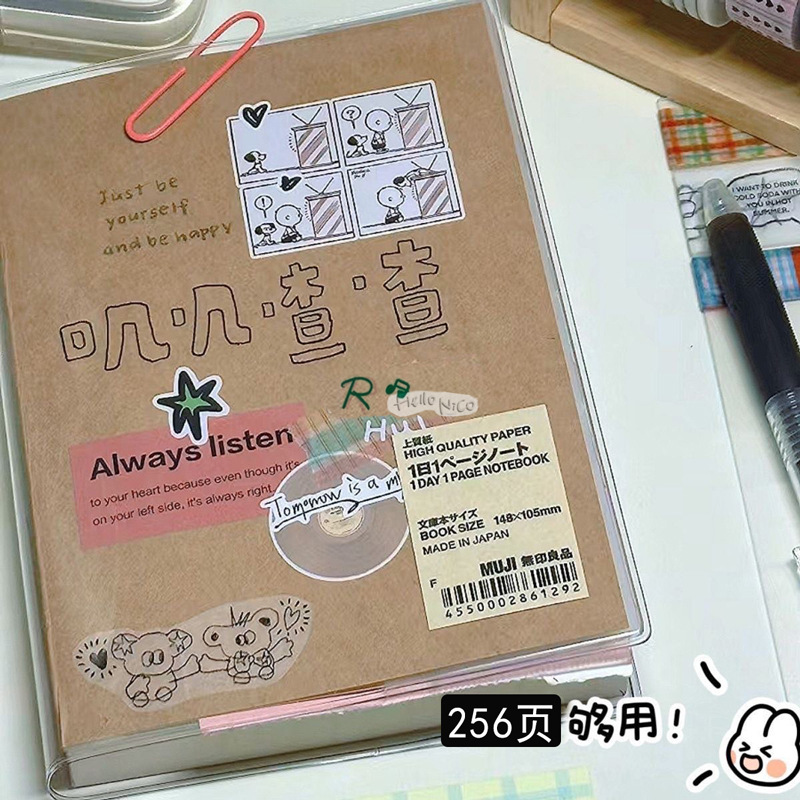 Just be
yourself
and be happy
?
!
叽·叽·喳·喳
R
Hello NiCO
Always listen
to your heart because even though it's
on your left side, it's always right.
Tomorrow is a my
上質紙
HIGH QUALITY PAPER
1日1ページノート
1 DAY 1 PAGE NOTEBOOK
文庫本サイズ
BOOK SIZE 148×105mm
MADE IN JAPAN
MUJI 無印良品
F
4550002861292
I WANT TO DRINK
COLD SODA WITH
YOU IN HOT
SUMMER.
256页 够用!